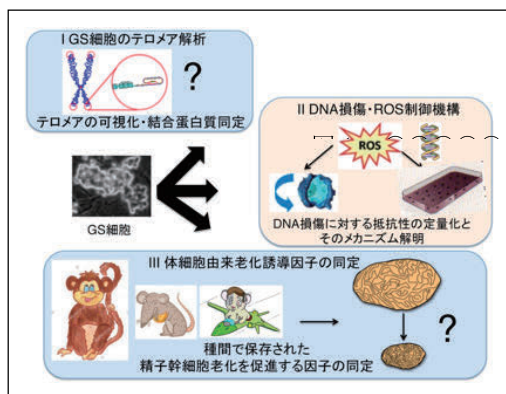 I GS細胞のテロメア解析
?
テロメアの可視化・結合蛋白質同定
II DNA損傷・ROS制御機構
ROS
GS細胞
DNA損傷に対する抵抗性の定量化と
そのメカニズム解明
III 体細胞由来老化誘導因子の同定
?
種間で保存された
精子幹細胞老化を促進する因子の同定